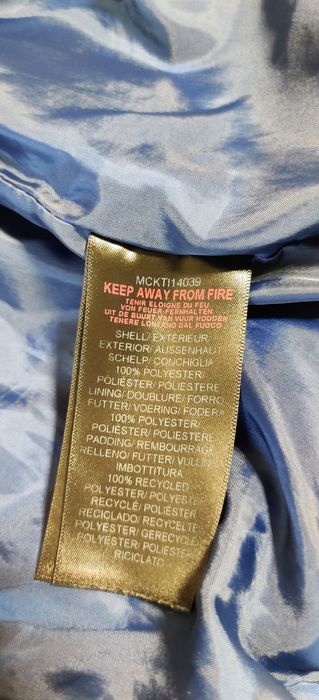 MCKTI14039
KEEP AWAY FROM FIRE
TENIR ELOIGNE DU FEU
VON FEUER FERNHALTEN
UIT DE BUURT VAN VUUR HOUDEN
TENERE LONTANO DAL FUOCO
SHELL/ EXTÉRIEUR
EXTERIOR/ AUSSENHAUT
SCHELP/ CONCHIGLIA
100% POLYESTER/
POLIÉSTER/ POLIESTERE
LINING/ DOUBLURE/ FORRO
FUTTER/ VOERING/ FODERA
100% POLYESTER/
POLIÉSTER/ POLIESTERE
PADDING/ REMBOURRAGE
RELLENO/ FUTTER/ VULLING
IMBOTTITURA
100% RECYCLED
POLYESTER/ POLYESTER
RECYCLÉ/ POLIÉSTER
RECICLADO/ RECYCELTER
POLYESTER/ GERECYCLED
POLYESTER/ POLIESTERE
RICICLATO